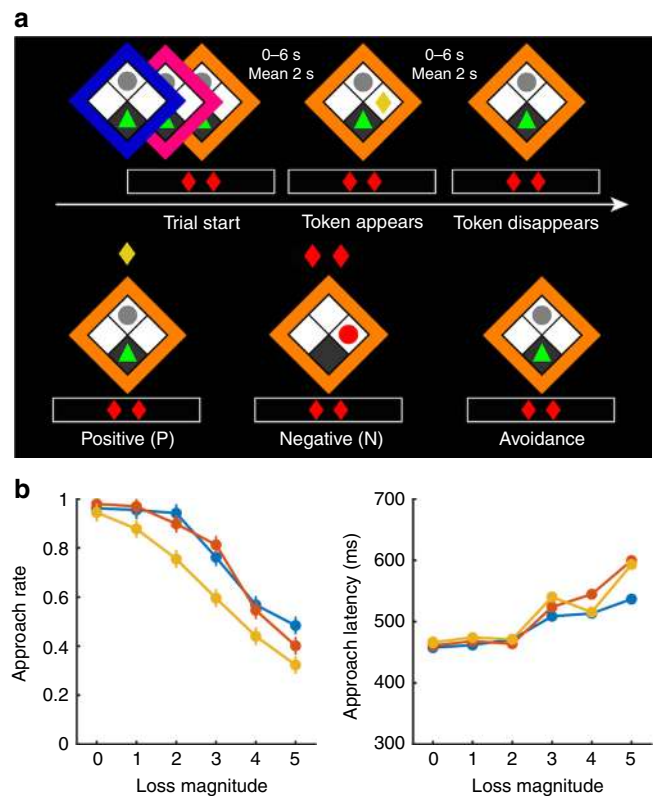 a
0–6 s
Mean 2 s
0–6 s
Mean 2 s
Trial start
Token appears
Token disappears
Positive (P)
Negative (N)
Avoidance
b
1
0.8
0.6
0.4
0.2
0
Approach rate
0 1 2 3 4 5
Loss magnitude
700
600
500
400
300
Approach latency (ms)
0 1 2 3 4 5
Loss magnitude